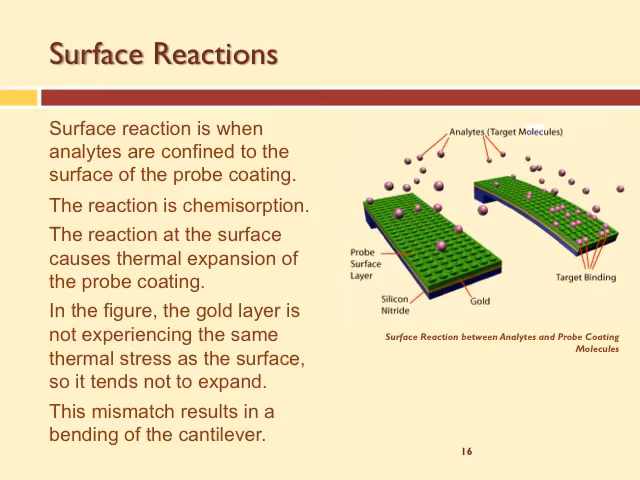 Surface Reactions
Surface reaction is when
analytes are confined to the
surface of the probe coating.
The reaction is chemisorption.
The reaction at the surface
causes thermal expansion of
the probe coating.
In the figure, the gold layer is
not experiencing the same
thermal stress as the surface,
so it tends not to expand.
This mismatch results in a
bending of the cantilever.
Analytes (Target Molecules)
Probe
Surface
Layer
Silicon
Nitride
Gold
Target Binding
Surface Reaction between Analytes and Probe Coating
Molecules
16